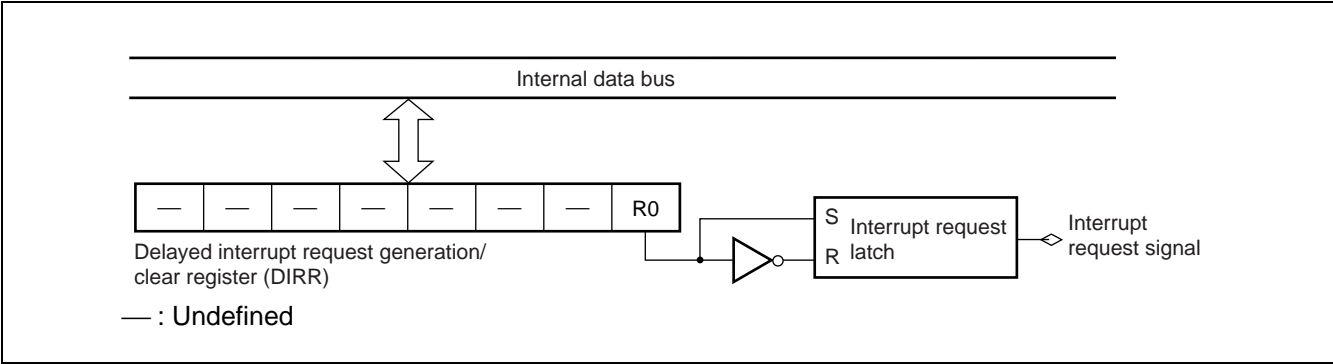 Internal data bus
— — — — — — — R0
Delayed interrupt request generation/
clear register (DIRR)
S
R
Interrupt request
latch
Interrupt
request signal
— : Undefined